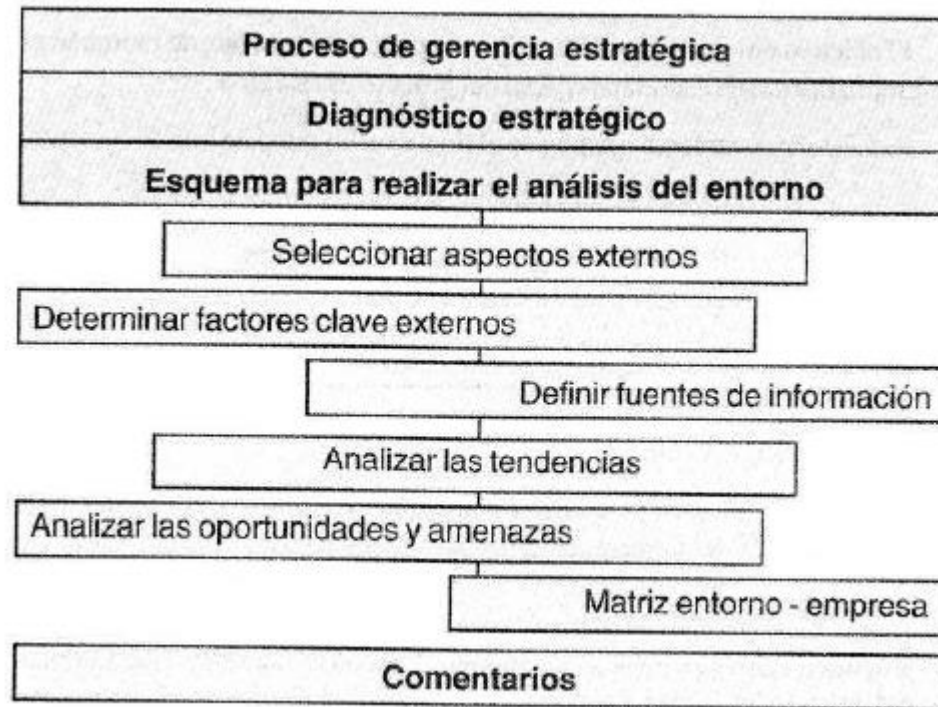 Proceso de gerencia estratégica
Diagnóstico estratégico
Esquema para realizar el análisis del entorno
Seleccionar aspectos externos
Determinar factores clave externos
Definir fuentes de información
Analizar las tendencias
Analizar las oportunidades y amenazas
Matriz entorno - empresa
Comentarios